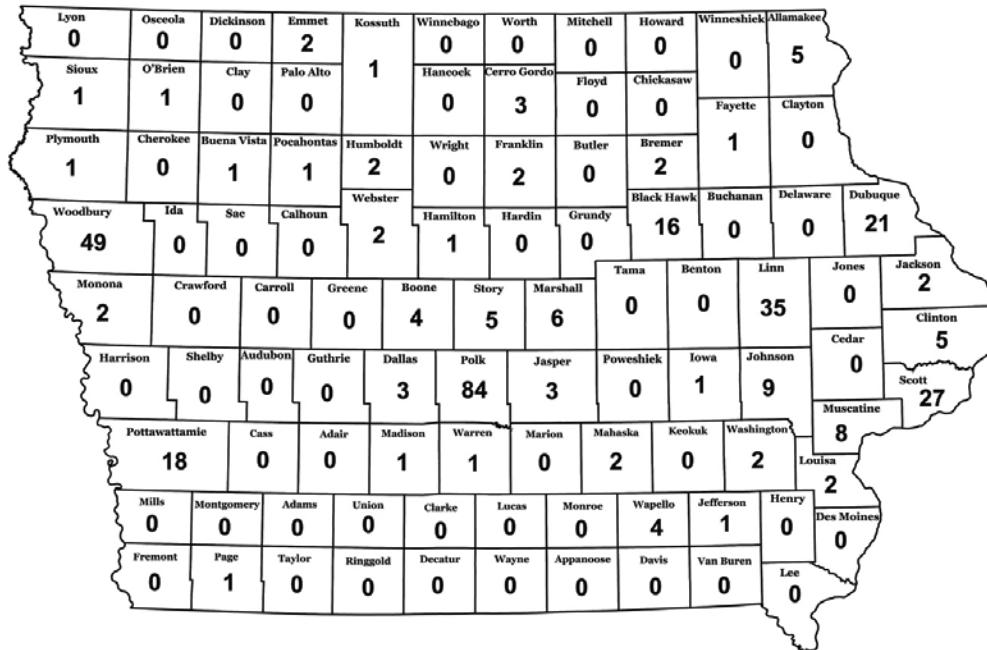 Lyon Osceola Dickinson Emmet Kossuth Winnebago Worth Mitchell Howard Winneshiek Allamakee
0 0 0 2 1 0 0 0 0 0 5
Sioux O'Brien Clay Palo Alto Hancock Cerro Gordo Floyd Chickasaw
1 1 0 0 0 3 0 0
Fayette Clayton
1 0
Plymouth Cherokee Buena Vista Pocahontas Humboldt Wright Franklin Butler Bremer
1 0 1 1 2 0 2 0 2
Woodbury Ida Sac Calhoun Webster Hamilton Hardin Grundy Black Hawk Buchanan Delaware Dubuque
49 0 0 0 2 1 0 0 16 0 0 21
Monona Crawford Carroll Greene Boone Story Marshall Tama Benton Linn Jones Jackson
2 0 0 0 4 5 6 0 0 35 0 2
Clinton
5
Harrison Shelby Audubon Guthrie Dallas Polk Jasper Poweshiek Iowa Johnson Cedar Scott
0 0 0 0 3 84 3 0 1 9 0 27
Muscatine
8
Pottawattamie Cass Adair Madison Warren Marion Mahaska Keokuk Washington Louisa
18 0 0 1 1 0 2 0 2 2
Mills Montgomery Adams Union Clarke Lucas Monroe Wapello Jefferson Henry Des Moines
0 0 0 0 0 0 0 4 1 0 0
Fremont Page Taylor Ringgold Decatur Wayne Appanoose Davis Van Buren Lee
0 1 0 0 0 0 0 0 0 0